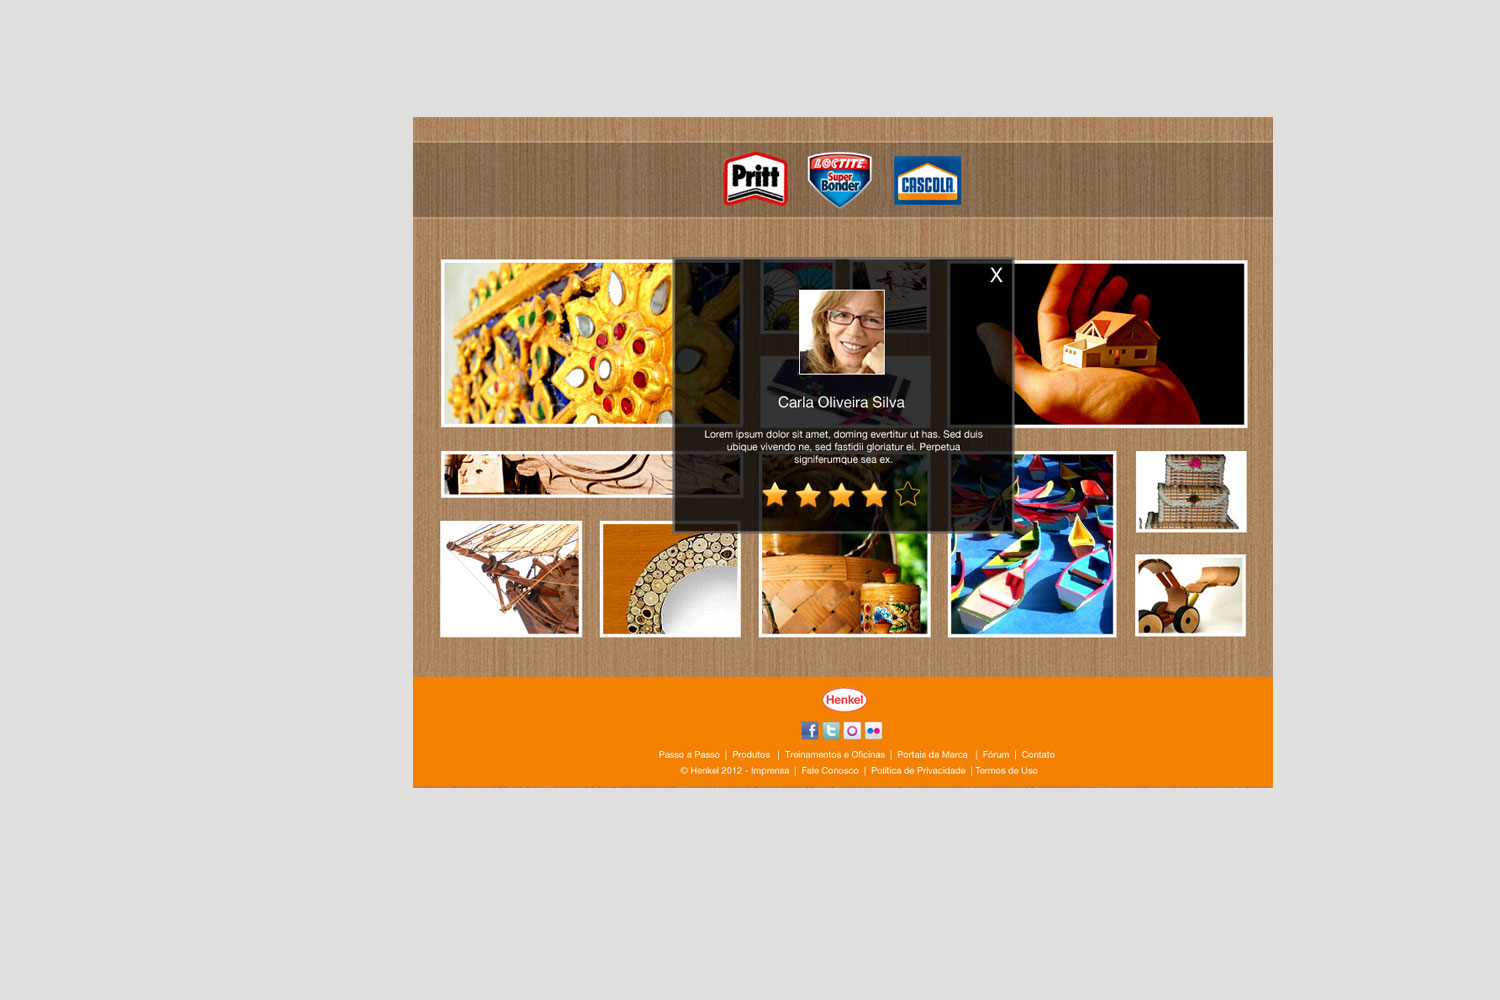 Pritt
LOCTITE
Super
Bonder
CASCOLA
X
Carla Oliveira Silva
Lorem ipsum dolor sit amet, doming evertitur ut has. Sed duis
ubique vivendo ne, sed fastidii gloriatur ei. Perpetua
signiferumque sea ex.
Henkel
Passo a Passo | Produtos | Treinamentos e Oficinas | Portais da Marca | Fórum | Contato
© Henkel 2012 - Imprensa | Fale Conosco | Política de Privacidade | Termos de Uso